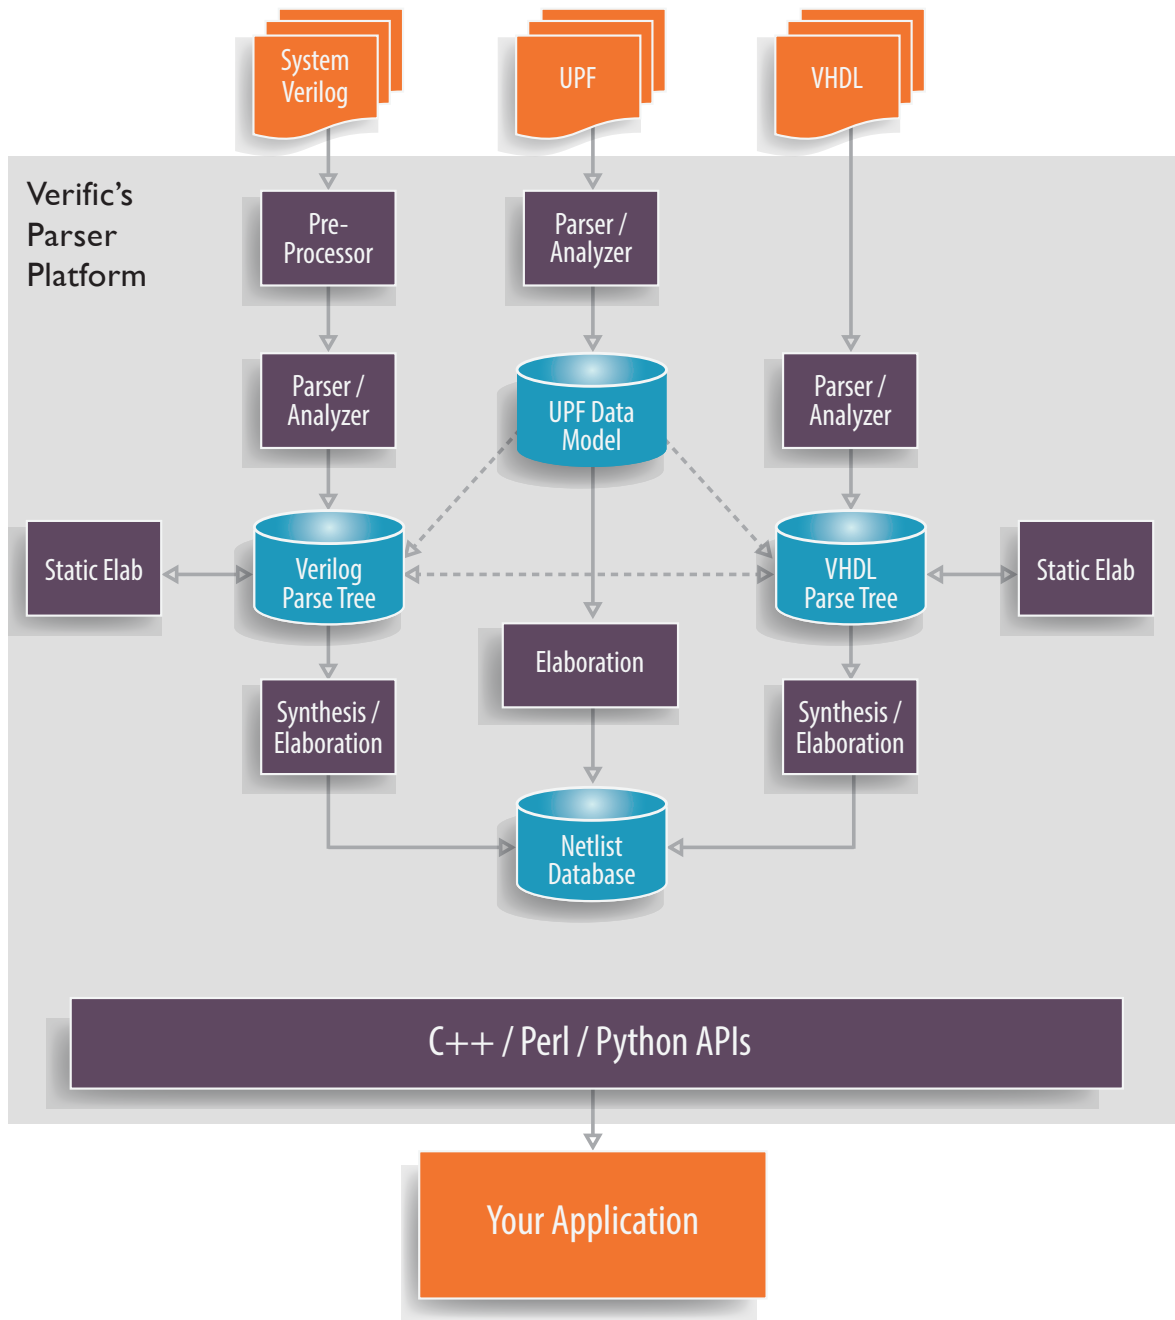 System
Verilog
UPF
VHDL
Verific’s
Parser
Platform
Pre-
Processor
Parser /
Analyzer
Parser /
Analyzer
UPF Data
Model
Parser /
Analyzer
Static Elab
Verilog
Parse Tree
VHDL
Parse Tree
Static Elab
Elaboration
Synthesis /
Elaboration
Synthesis /
Elaboration
Netlist
Database
C++ / Perl / Python APIs
Your Application